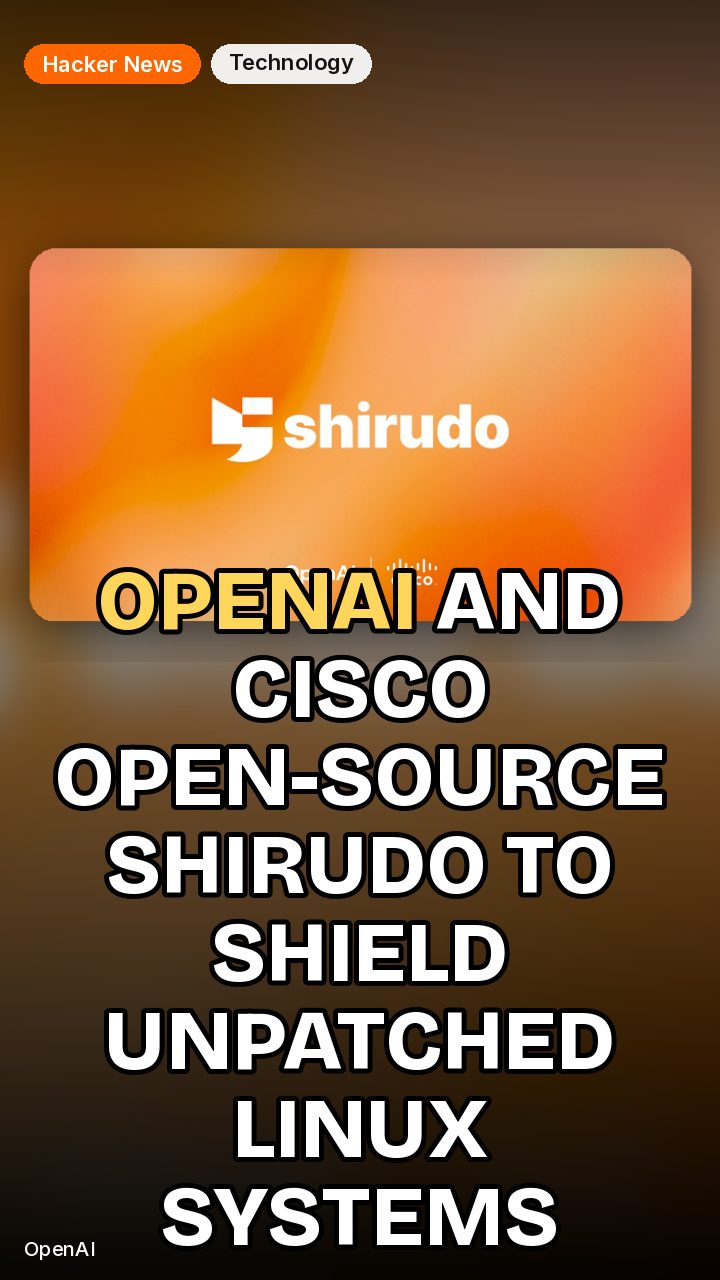 Hacker News
Technology
shirudo
OPENAI AND
CISCO
OPEN-SOURCE
SHIRUDO TO
SHIELD
UNPATCHED
LINUX
SYSTEMS
OpenAI